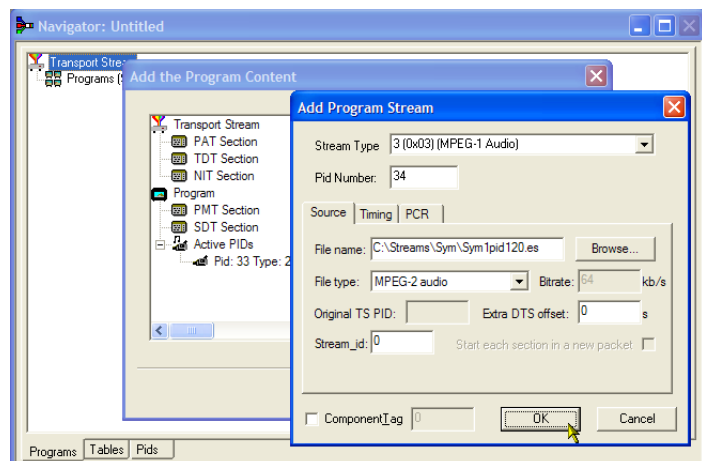 Navigator: Untitled
Transport Stre
Programs (
Add the Program Content
Transport Stream
PAT Section
TDT Section
NIT Section
Program
PMT Section
SDT Section
Active PIDs
Pid: 33 Type: 2
Add Program Stream
Stream Type 3 (0x03) (MPEG-1 Audio)
Pid Number: 34
Source Timing PCR
File name: C:\Streams\Sym\Sym1pid120.es Browse...
File type: MPEG-2 audio Bitrate: 64 kb/s
Original TS PID: Extra DTS offset: 0 s
Stream_id: 0 Start each section in a new packet
ComponentTag 0 OK Cancel
Programs Tables Pids